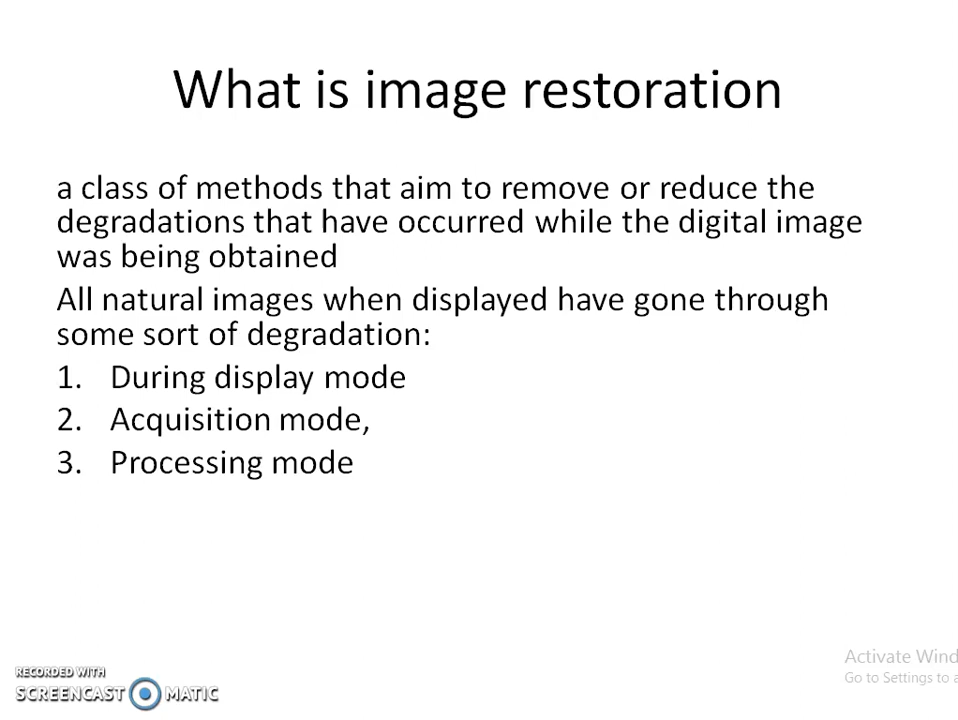 What is image restoration
a class of methods that aim to remove or reduce the
degradations that have occurred while the digital image
was being obtained
All natural images when displayed have gone through
some sort of degradation:
1. During display mode
2. Acquisition mode,
3. Processing mode
Activate Wind
Go to Settings to a
RECORDED WITH
SCREENCAST MATIC